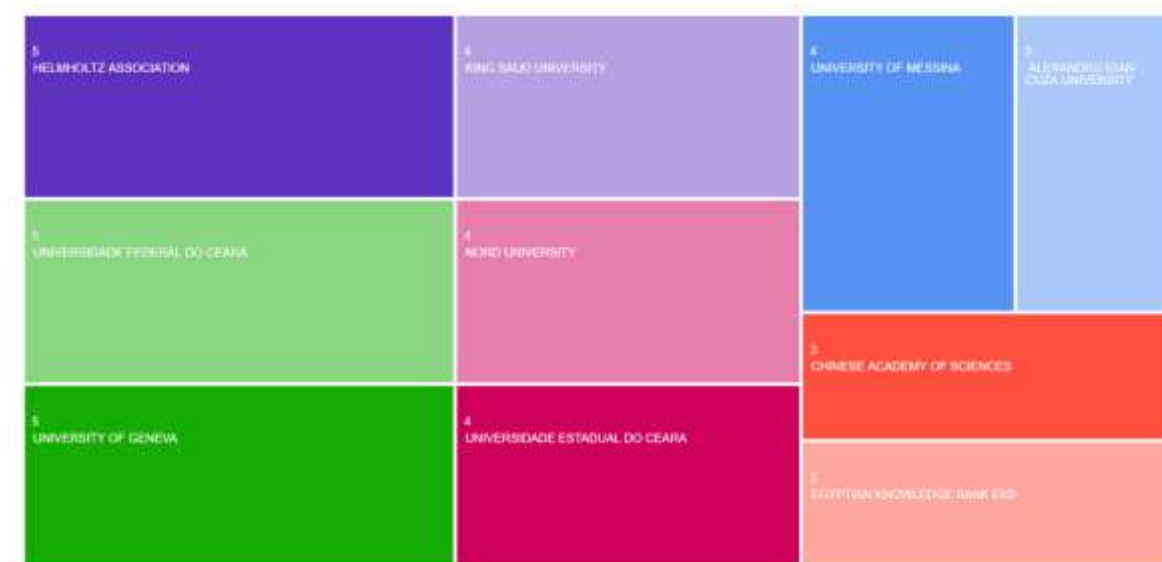 5
HELMHOLTZ ASSOCIATION
4
KING SAUD UNIVERSITY
4
UNIVERSITY OF MESSINA
3
ALEXANDRU IOAN
CUZA UNIVERSITY
5
UNIVERSIDADE FEDERAL DO CEARA
4
NORD UNIVERSITY
3
CHINESE ACADEMY OF SCIENCES
5
UNIVERSITY OF GENEVA
4
UNIVERSIDADE ESTADUAL DO CEARA
3
EGYPTIAN KNOWLEDGE BANK EKB